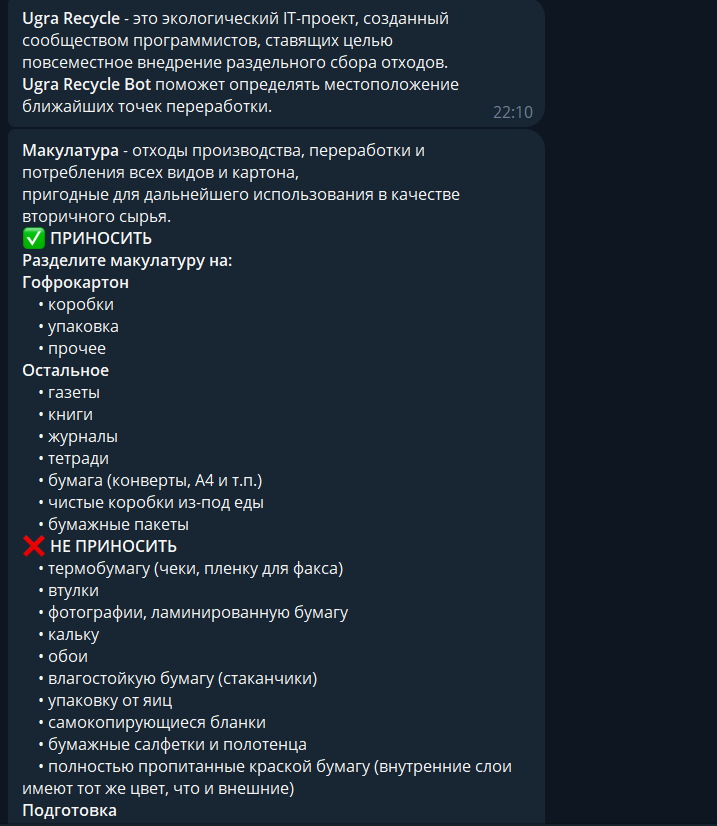 Ugra Recycle - это экологический IT-проект, созданный
сообществом программистов, ставящих целью
повсеместное внедрение раздельного сбора отходов.
Ugra Recycle Bot поможет определять местоположение
ближайших точек переработки.
22:10
Макулатура - отходы производства, переработки и
потребления всех видов и картона,
пригодные для дальнейшего использования в качестве
вторичного сырья.
✅ ПРИНОСИТЬ
Разделите макулатуру на:
Гофрокартон
• коробки
• упаковка
• прочее
Остальное
• газеты
• книги
• журналы
• тетради
• бумага (конверты, А4 и т.п.)
• чистые коробки из-под еды
• бумажные пакеты
❌ НЕ ПРИНОСИТЬ
• термобумагу (чеки, пленку для факса)
• втулки
• фотографии, ламинированную бумагу
• кальку
• обои
• влагостойкую бумагу (стаканчики)
• упаковку от яиц
• самокопирующиеся бланки
• бумажные салфетки и полотенца
• полностью пропитанные краской бумагу (внутренние слои
имеют тот же цвет, что и внешние)
Подготовка